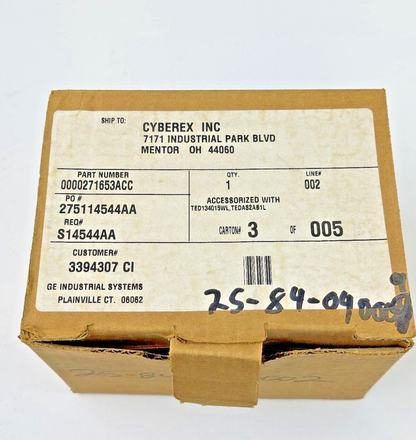 SHIP TO:
CYBEREX INC
7171 INDUSTRIAL PARK BLVD
MENTOR OH 44060
PART NUMBER
0000271653ACC
QTY.
1
LINE#
002
PO #
275114544AA
REQ#
S14544AA
ACCESSORIZED WITH
TED134015WL,TEDAS2AB1L
CARTON# 3 OF 005
CUSTOMER#
3394307 CI
GE INDUSTRIAL SYSTEMS
PLAINVILLE CT. 06062
25-84-04